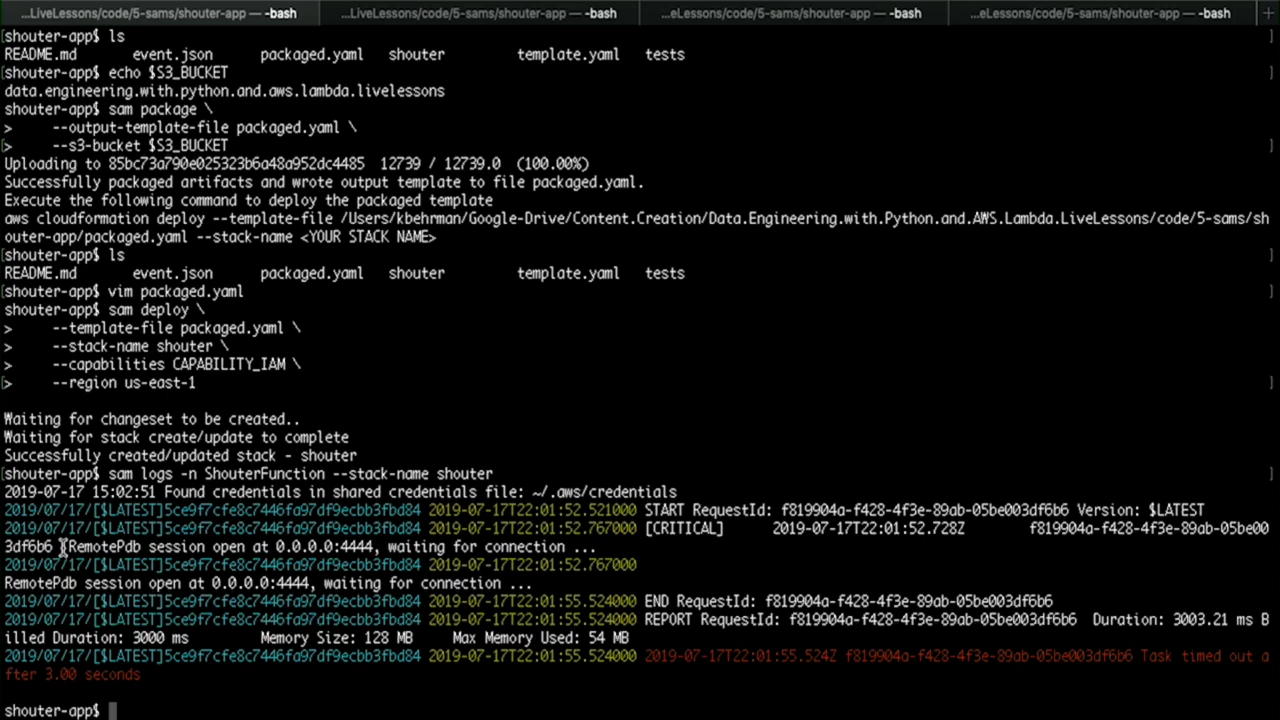 ...LiveLessons/code/5-sams/shouter-app — -bash ...LiveLessons/code/5-sams/shouter-app — -bash ...eLessons/code/5-sams/shouter-app — -bash ...eLessons/code/5-sams/shouter-app — -bash +
[shouter-app$ ls ]
README.md event.json packaged.yaml shouter template.yaml tests
[shouter-app$ echo $S3_BUCKET ]
data.engineering.with.python.and.aws.lambda.livelessons
shouter-app$ sam package \
> --output-template-file packaged.yaml \
[> --s3-bucket $S3_BUCKET ]
Uploading to 85bc73a790e025323b6a48a952dc4485 12739 / 12739.0 (100.00%)
Successfully packaged artifacts and wrote output template to file packaged.yaml.
Execute the following command to deploy the packaged template
aws cloudformation deploy --template-file /Users/kbehrman/Google-Drive/Content.Creation/Data.Engineering.with.Python.and.AWS.Lambda.LiveLessons/code/5-sams/sh
outer-app/packaged.yaml --stack-name <YOUR STACK NAME>
[shouter-app$ ls ]
README.md event.json packaged.yaml shouter template.yaml tests
[shouter-app$ vim packaged.yaml ]
shouter-app$ sam deploy \
> --template-file packaged.yaml \
> --stack-name shouter \
> --capabilities CAPABILITY_IAM \
[> --region us-east-1 ]
Waiting for changeset to be created..
Waiting for stack create/update to complete
Successfully created/updated stack - shouter
[shouter-app$ sam logs -n ShouterFunction --stack-name shouter ]
2019-07-17 15:02:51 Found credentials in shared credentials file: ~/.aws/credentials
2019/07/17/[$LATEST]5ce9f7cfe8c7446fa97df9ecbb3fbd84 2019-07-17T22:01:52.521000 START RequestId: f819904a-f428-4f3e-89ab-05be003df6b6 Version: $LATEST
2019/07/17/[$LATEST]5ce9f7cfe8c7446fa97df9ecbb3fbd84 2019-07-17T22:01:52.767000 [CRITICAL] 2019-07-17T22:01:52.728Z f819904a-f428-4f3e-89ab-05be00
3df6b6 RemotePdb session open at 0.0.0.0:4444, waiting for connection ...
2019/07/17/[$LATEST]5ce9f7cfe8c7446fa97df9ecbb3fbd84 2019-07-17T22:01:52.767000
RemotePdb session open at 0.0.0.0:4444, waiting for connection ...
2019/07/17/[$LATEST]5ce9f7cfe8c7446fa97df9ecbb3fbd84 2019-07-17T22:01:55.524000 END RequestId: f819904a-f428-4f3e-89ab-05be003df6b6
2019/07/17/[$LATEST]5ce9f7cfe8c7446fa97df9ecbb3fbd84 2019-07-17T22:01:55.524000 REPORT RequestId: f819904a-f428-4f3e-89ab-05be003df6b6 Duration: 3003.21 ms B
illed Duration: 3000 ms Memory Size: 128 MB Max Memory Used: 54 MB
2019/07/17/[$LATEST]5ce9f7cfe8c7446fa97df9ecbb3fbd84 2019-07-17T22:01:55.524000 2019-07-17T22:01:55.524Z f819904a-f428-4f3e-89ab-05be003df6b6 Task timed out a
fter 3.00 seconds
shouter-app$